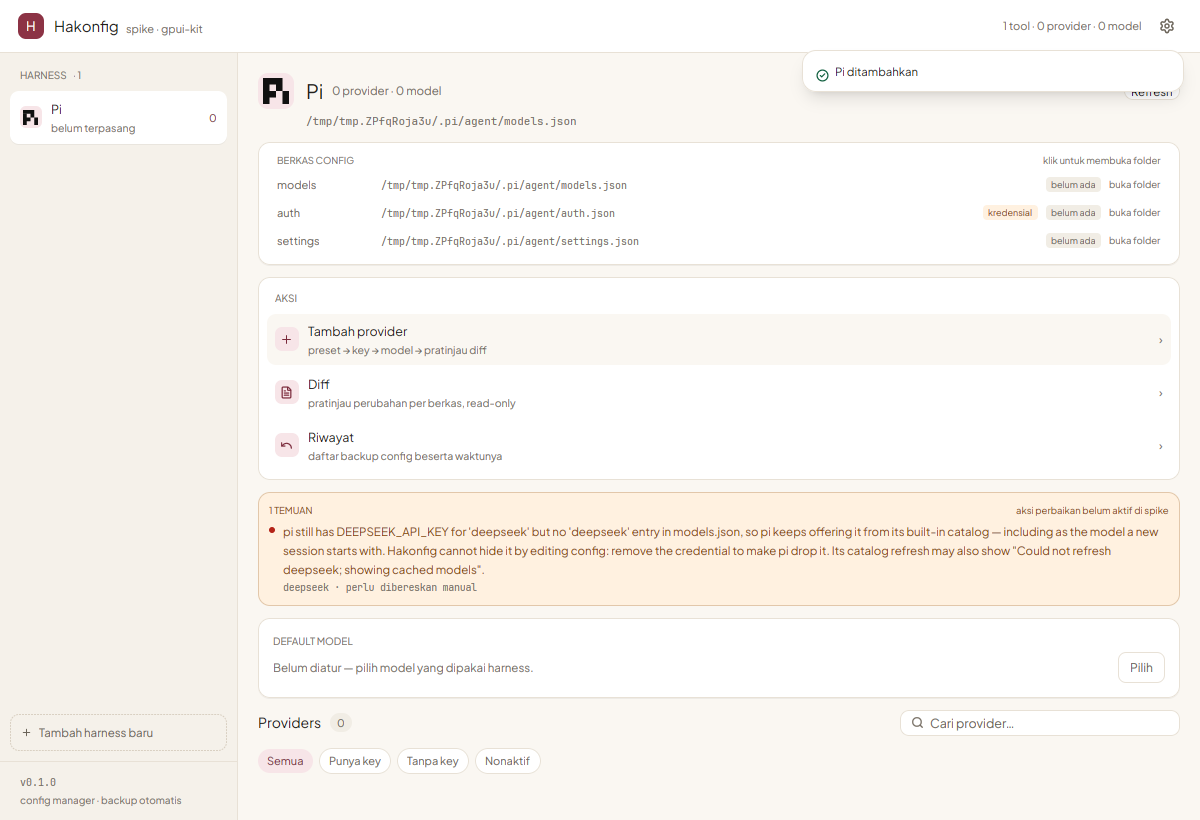 H Hakonfig spike · gpui-kit
1 tool · 0 provider · 0 model
HARNESS · 1
Pi
belum terpasang
0
+ Tambah harness baru
v0.1.0
config manager · backup otomatis
Pi ditambahkan
Refresh
Pi 0 provider · 0 model
/tmp/tmp.ZPfqRoja3u/.pi/agent/models.json
BERKAS CONFIG
klik untuk membuka folder
models /tmp/tmp.ZPfqRoja3u/.pi/agent/models.json belum ada buka folder
auth /tmp/tmp.ZPfqRoja3u/.pi/agent/auth.json kredensial belum ada buka folder
settings /tmp/tmp.ZPfqRoja3u/.pi/agent/settings.json belum ada buka folder
AKSI
Tambah provider
preset → key → model → pratinjau diff
Diff
pratinjau perubahan per berkas, read-only
Riwayat
daftar backup config beserta waktunya
1 TEMUAN
aksi perbaikan belum aktif di spike
pi still has DEEPSEEK_API_KEY for 'deepseek' but no 'deepseek' entry in models.json, so pi keeps offering it from its built-in catalog — including as the model a new
session starts with. Hakonfig cannot hide it by editing config: remove the credential to make pi drop it. Its catalog refresh may also show "Could not refresh
deepseek; showing cached models".
deepseek · perlu dibereskan manual
DEFAULT MODEL
Belum diatur — pilih model yang dipakai harness.
Pilih
Providers 0
Cari provider…
Semua Punya key Tanpa key Nonaktif